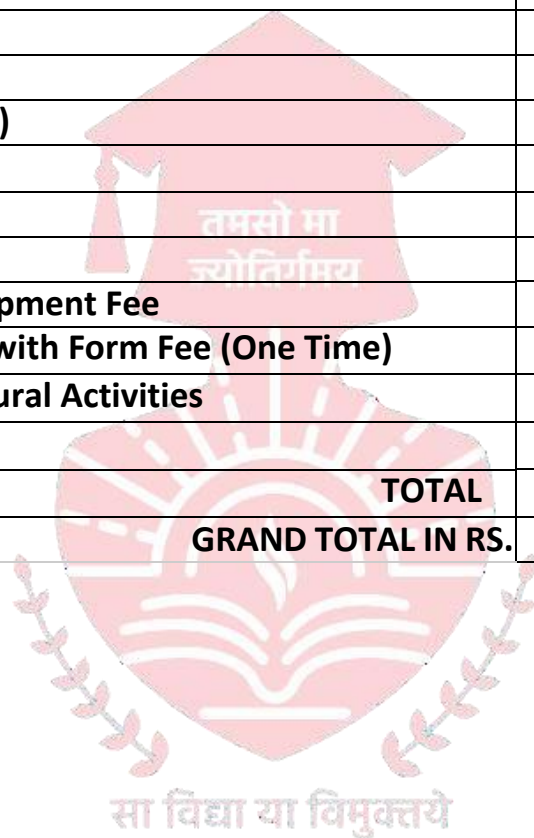 )
तमसो मा
ज्योतिर्गमय
pment Fee
with Form Fee (One Time)
ural Activities
TOTAL
GRAND TOTAL IN RS.
सा विद्या या विमुक्तये